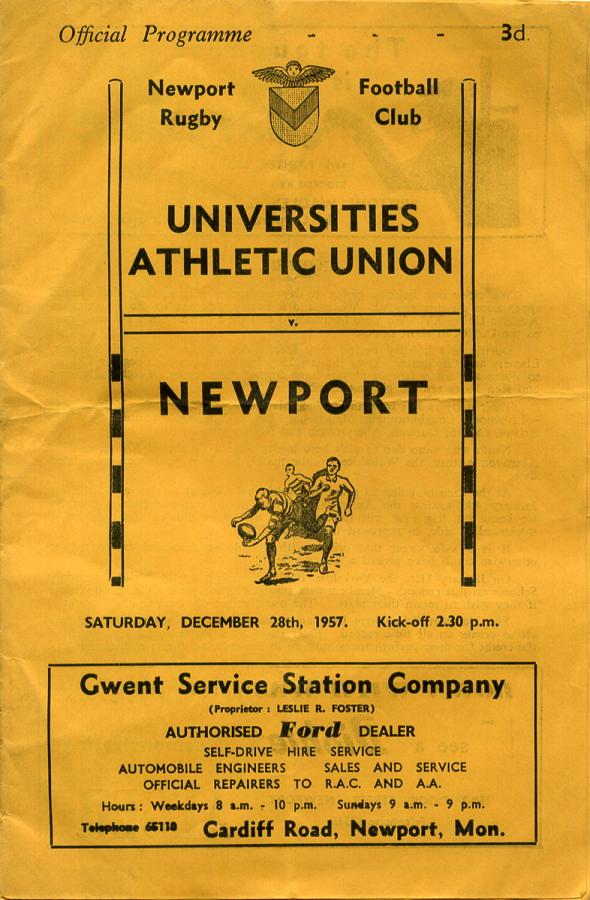 Official Programme - - - 3d.
Newport Football
Rugby Club
UNIVERSITIES
ATHLETIC UNION
v.
NEWPORT
SATURDAY, DECEMBER 28th, 1957. Kick-off 2.30 p.m.
Gwent Service Station Company
(Proprietor : LESLIE R. FOSTER)
AUTHORISED Ford DEALER
SELF-DRIVE HIRE SERVICE
AUTOMOBILE ENGINEERS SALES AND SERVICE
OFFICIAL REPAIRERS TO R.A.C. AND A.A.
Hours : Weekdays 8 a.m. - 10 p.m. Sundays 9 a.m. - 9 p.m.
Telephone 65118 Cardiff Road, Newport, Mon.